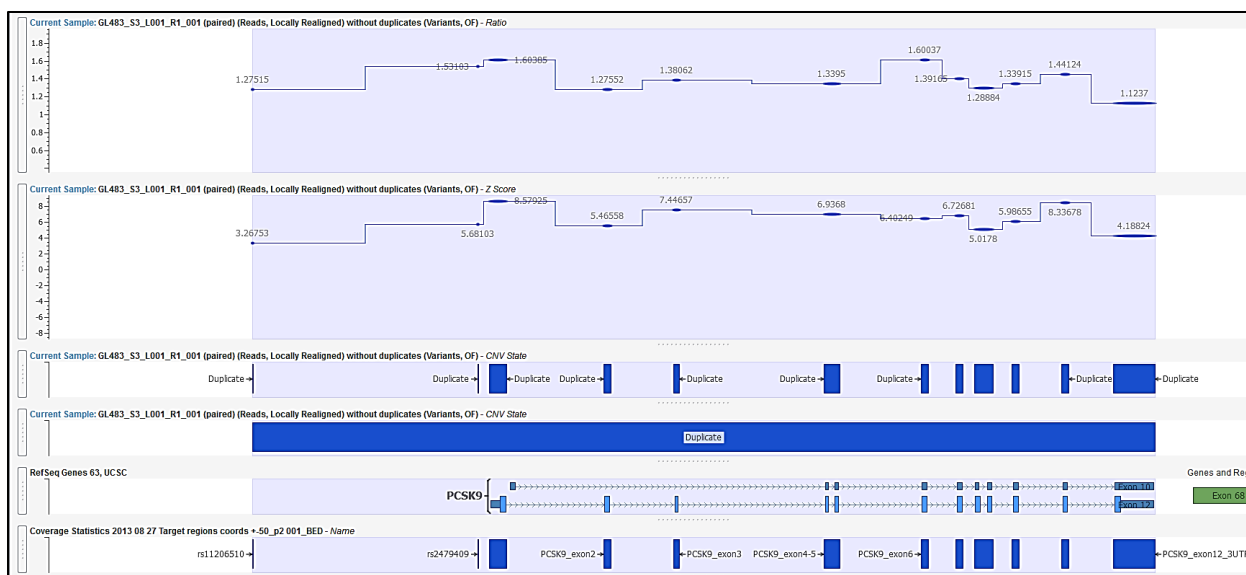 Current Sample: GL483_S3_L001_R1_001 (paired) (Reads, Locally Realigned) without duplicates (Variants, OF) - Ratio
1.8
1.6
1.4
1.2
1
0.8
0.6
1.27515
1.53103
1.60385
1.27552
1.38062
1.3395
1.60037
1.39165
1.28884
1.33915
1.44124
1.1237
Current Sample: GL483_S3_L001_R1_001 (paired) (Reads, Locally Realigned) without duplicates (Variants, OF) - Z Score
8
6
4
2
0
-2
-4
-6
-8
3.26753
5.68103
8.57925
5.46558
7.44657
6.9368
6.40249
6.72681
5.0178
5.98655
8.33678
4.18824
Current Sample: GL483_S3_L001_R1_001 (paired) (Reads, Locally Realigned) without duplicates (Variants, OF) - CNV State
Duplicate Duplicate Duplicate Duplicate Duplicate Duplicate Duplicate Duplicate Duplicate
Current Sample: GL483_S3_L001_R1_001 (paired) (Reads, Locally Realigned) without duplicates (Variants, OF) - CNV State
Duplicate
RefSeq Genes 63, UCSC
Genes and Reg
PCSK9
Exon 10
Exon 12
Exon 68
Coverage Statistics 2013 08 27 Target regions coords +-50_p2 001_BED - Name
rs11206510 rs2479409 PCSK9_exon2 PCSK9_exon3 PCSK9_exon4-5 PCSK9_exon6 PCSK9_exon12_3UTF